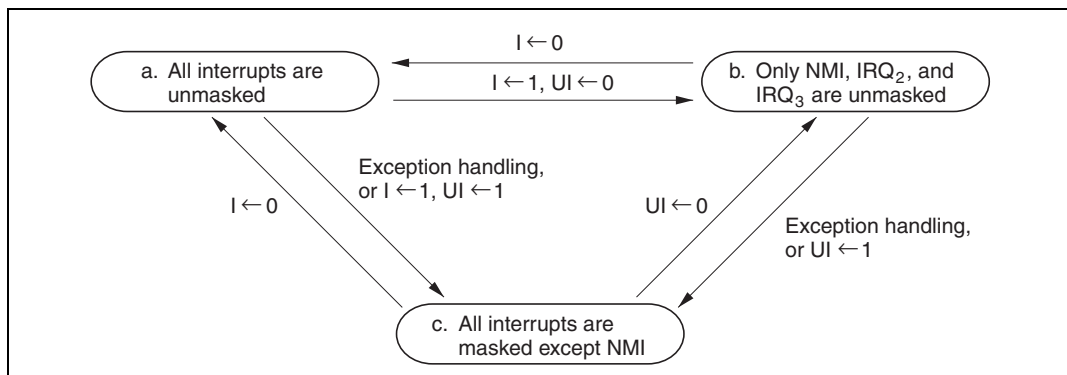 I ← 0
a. All interrupts are
unmasked
I ← 1, UI ← 0
b. Only NMI, IRQ₂, and
IRQ₃ are unmasked
Exception handling,
or I ← 1, UI ← 1
I ← 0
UI ← 0
Exception handling,
or UI ← 1
c. All interrupts are
masked except NMI